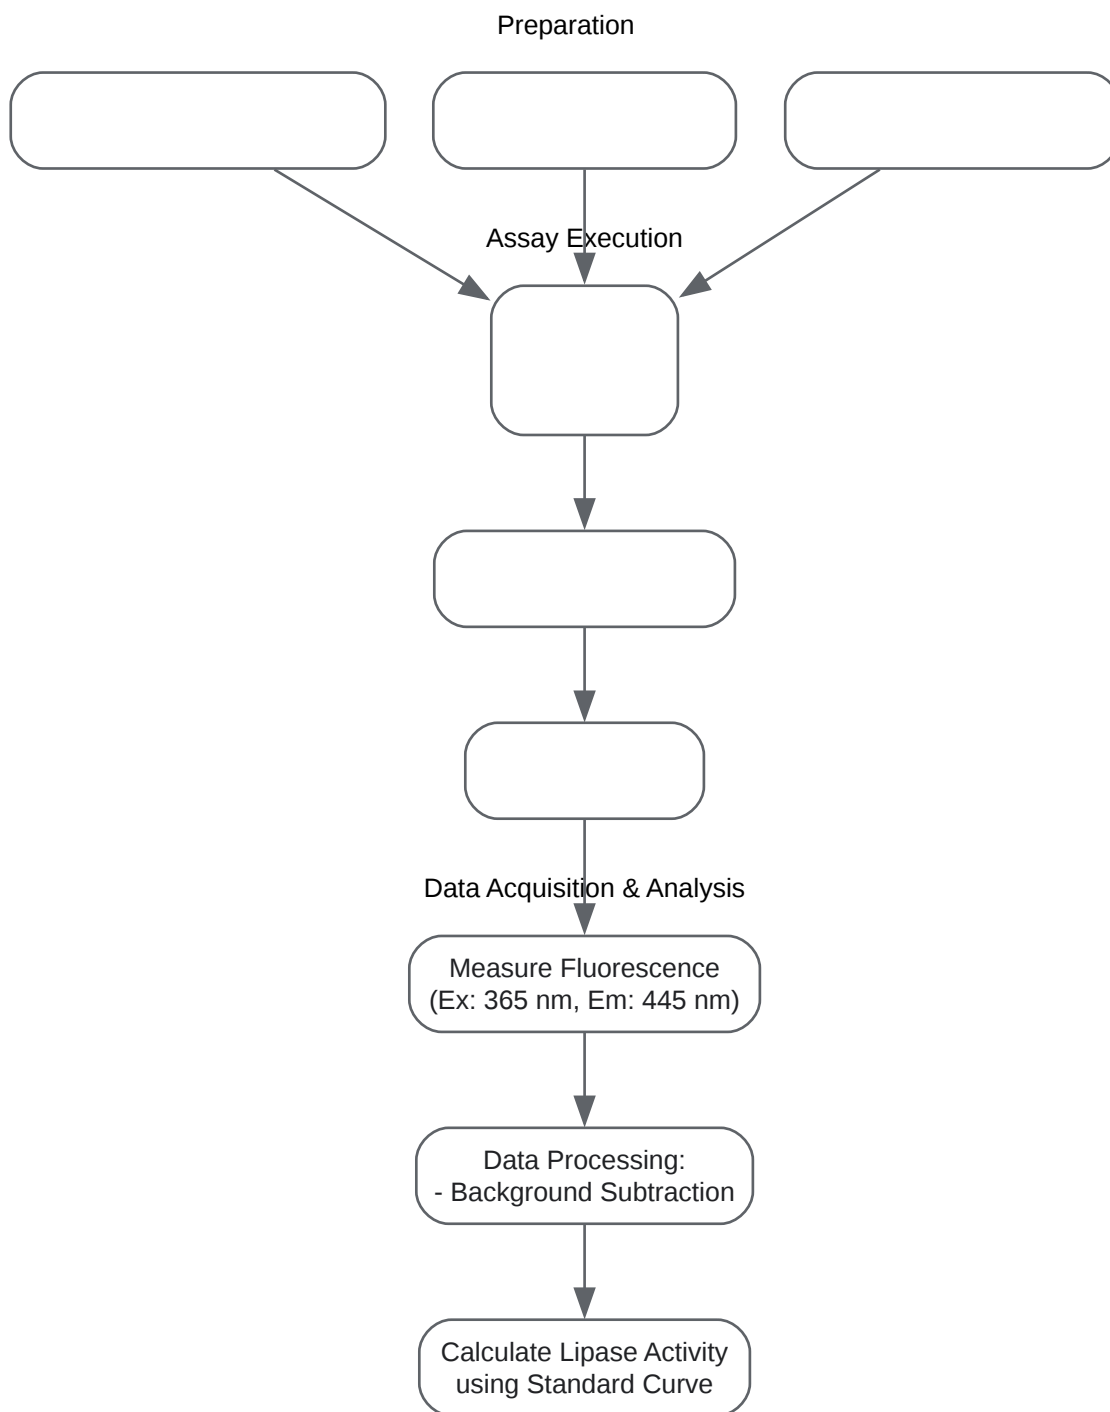 Preparation
Assay Execution
Data Acquisition & Analysis
Measure Fluorescence
(Ex: 365 nm, Em: 445 nm)
Data Processing:
- Background Subtraction
Calculate Lipase Activity
using Standard Curve